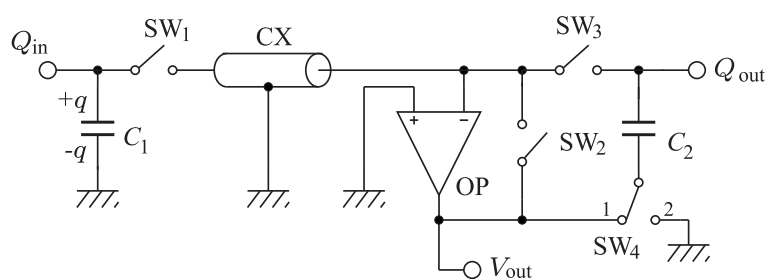 Q_in
SW_1
CX
SW_3
Q_out
+q
-q
C_1
+
-
OP
SW_2
C_2
1
2
SW_4
V_out